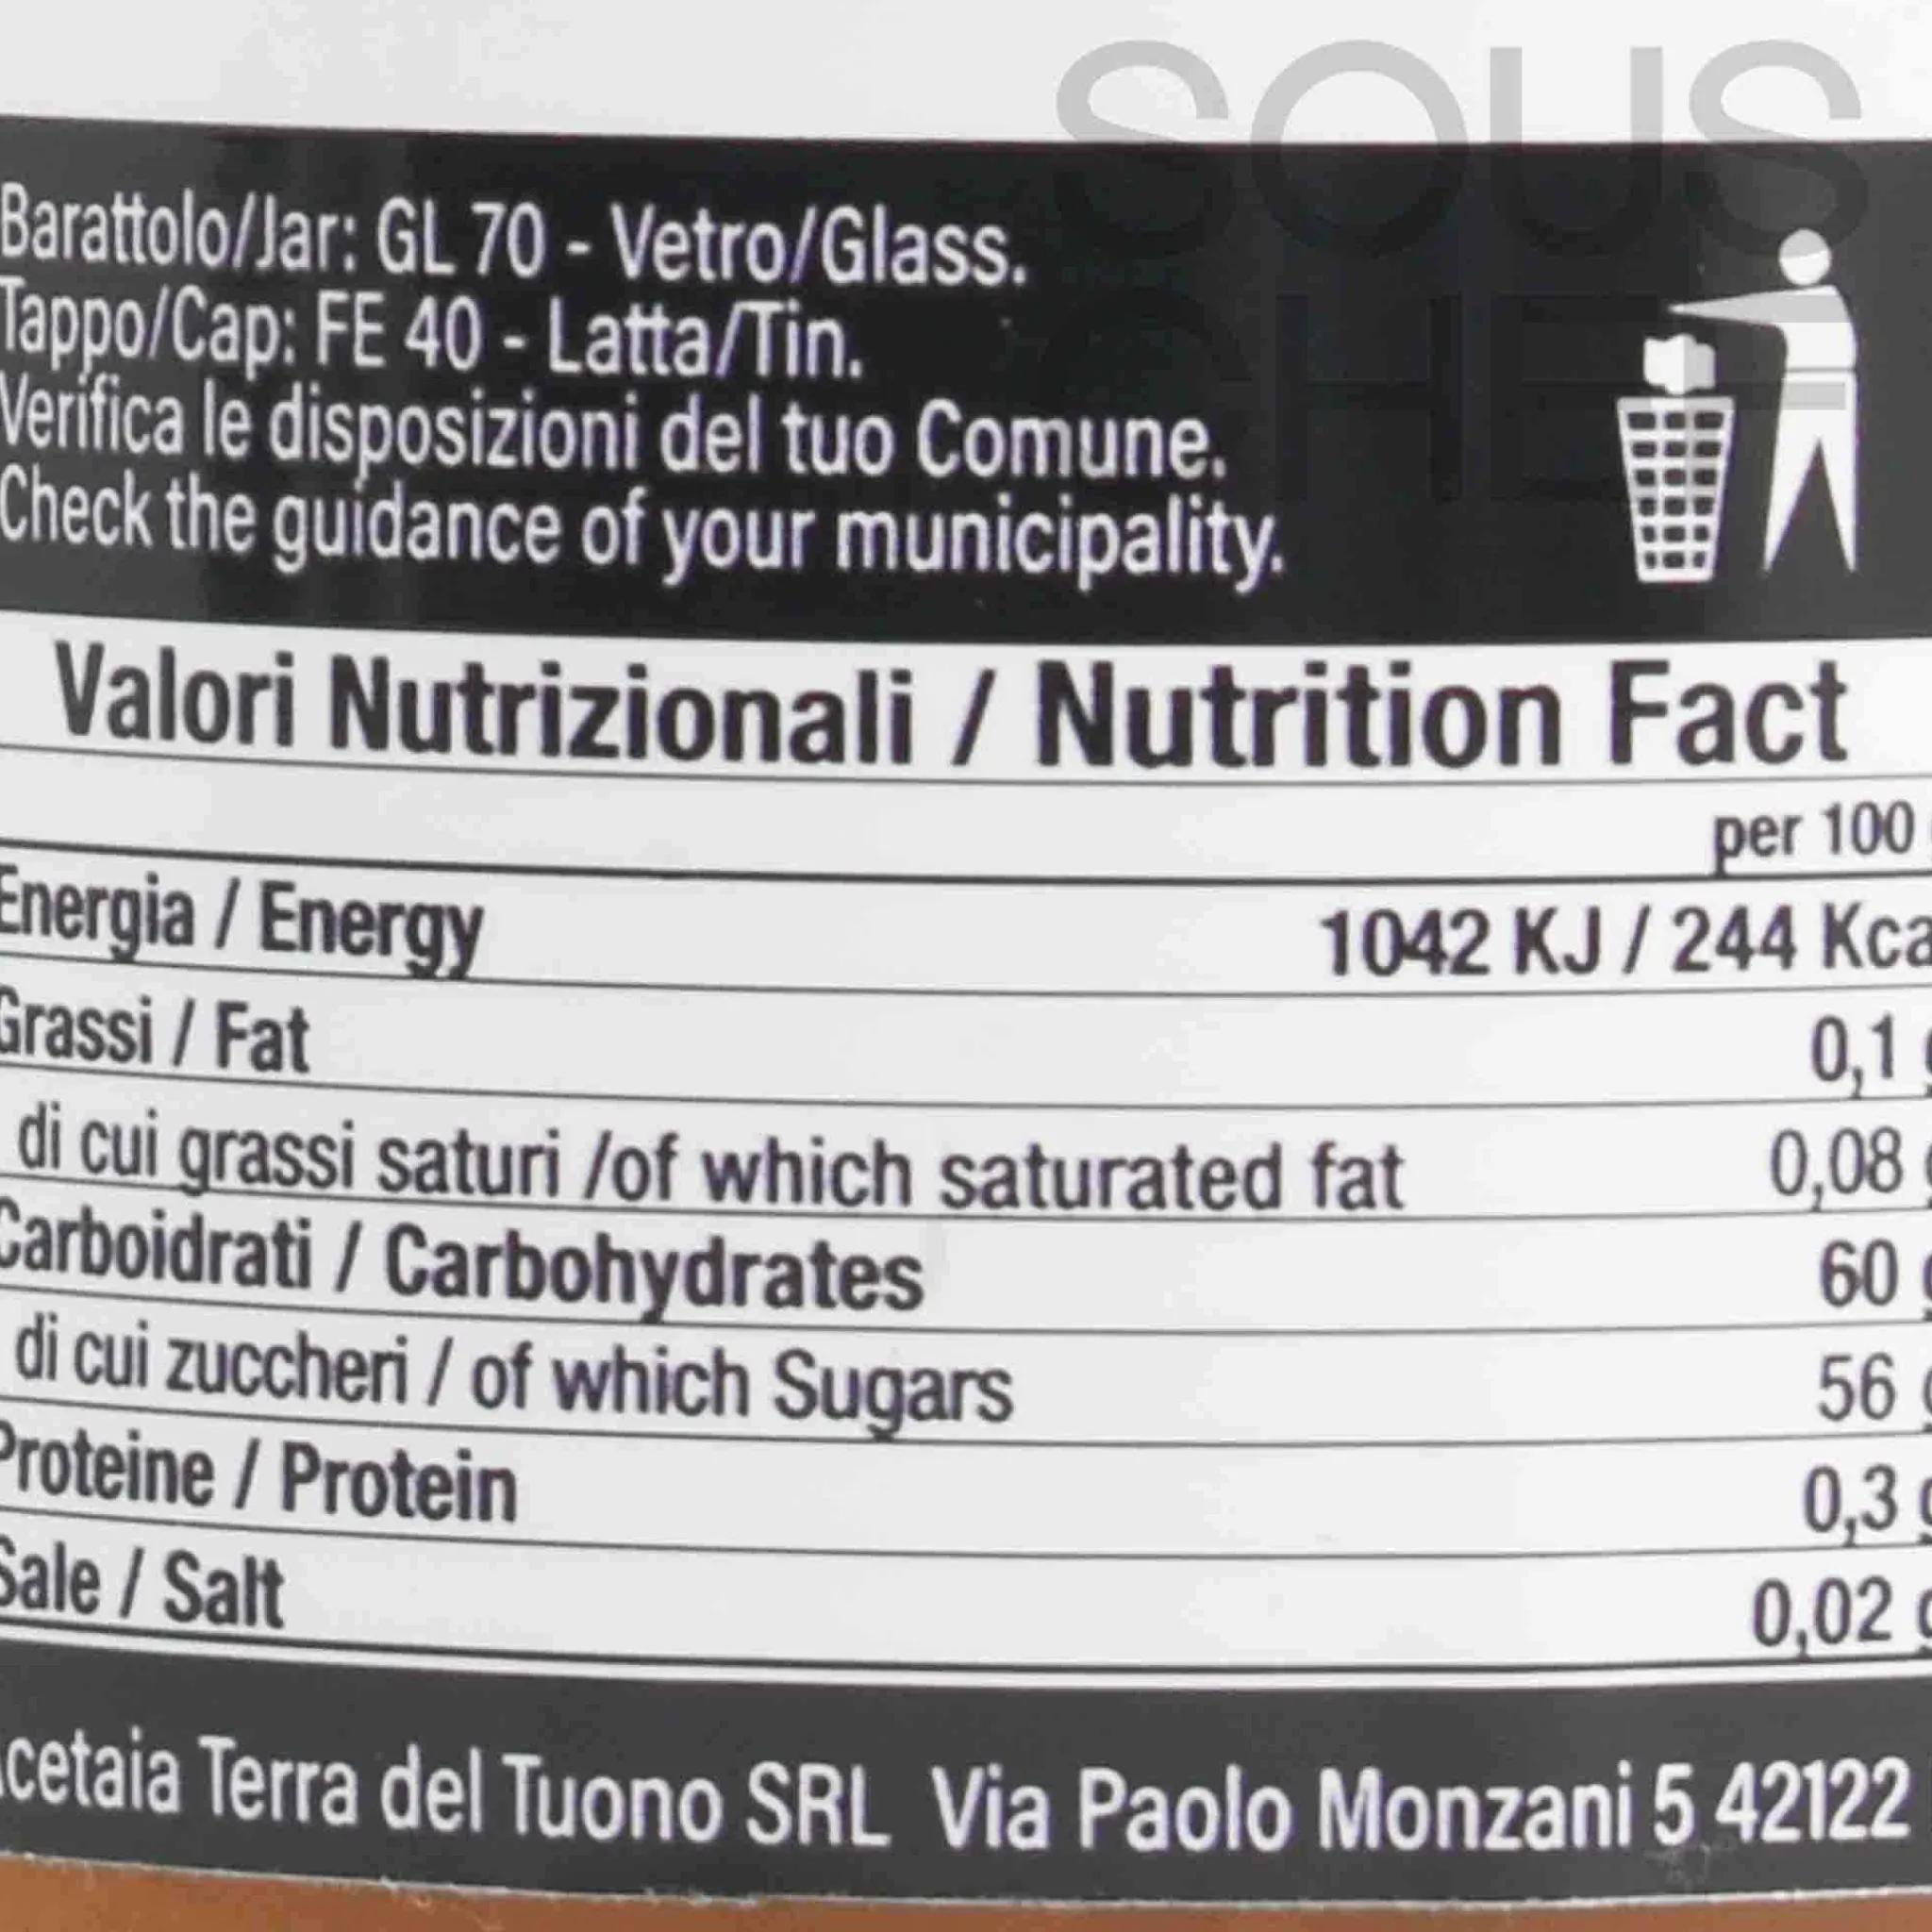 SOUS
CHEF
Barattolo/Jar: GL 70 - Vetro/Glass.
Tappo/Cap: FE 40 - Latta/Tin.
Verifica le disposizioni del tuo Comune.
Check the guidance of your municipality.
Valori Nutrizionali / Nutrition Fact
per 100
Energia / Energy 1042 KJ / 244 Kca
Grassi / Fat 0,1 g
di cui grassi saturi /of which saturated fat 0,08 g
Carboidrati / Carbohydrates 60 g
di cui zuccheri / of which Sugars 56 g
Proteine / Protein 0,3 g
Sale / Salt 0,02 g
cetaia Terra del Tuono SRL Via Paolo Monzani 5 42122